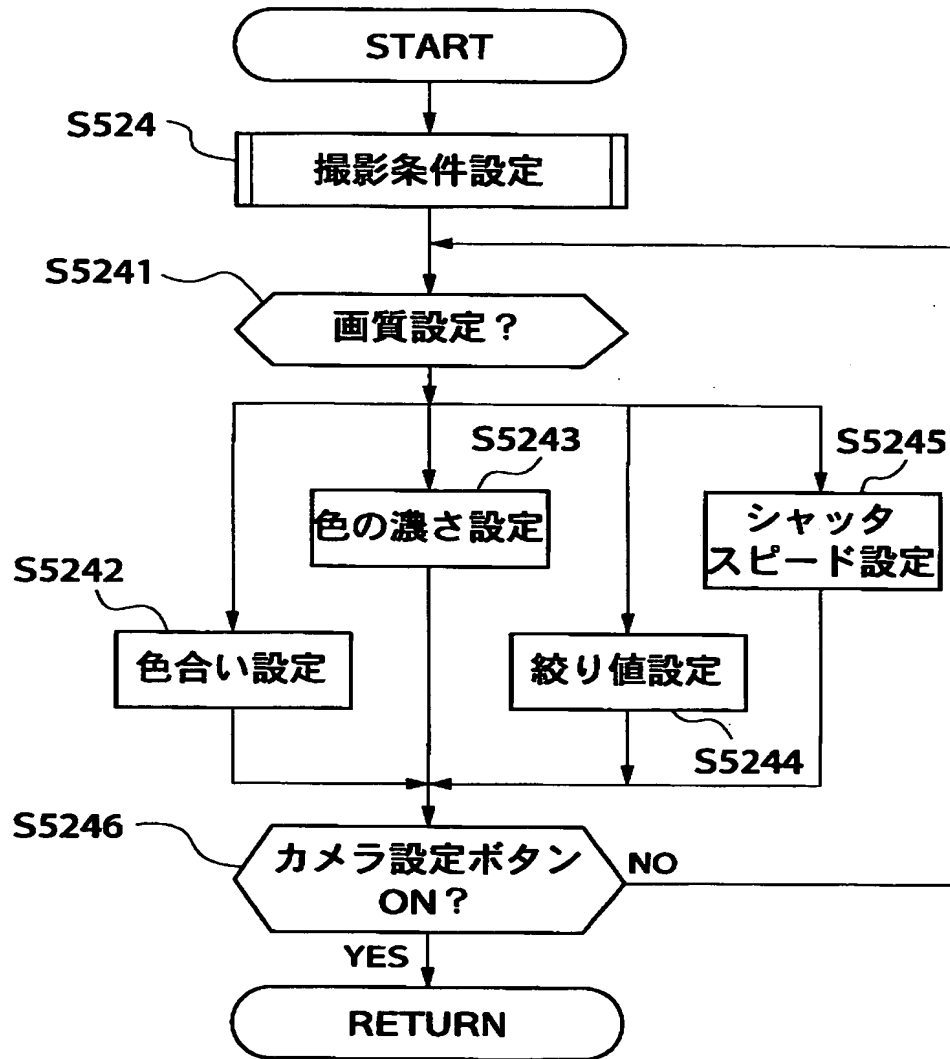 START
S524
撮影条件設定
S5241
画質設定？
S5243
S5245
色の濃さ設定
シャッタ
スピード設定
S5242
色合い設定
絞り値設定
S5244
S5246
カメラ設定ボタン
ON？
NO
YES
RETURN